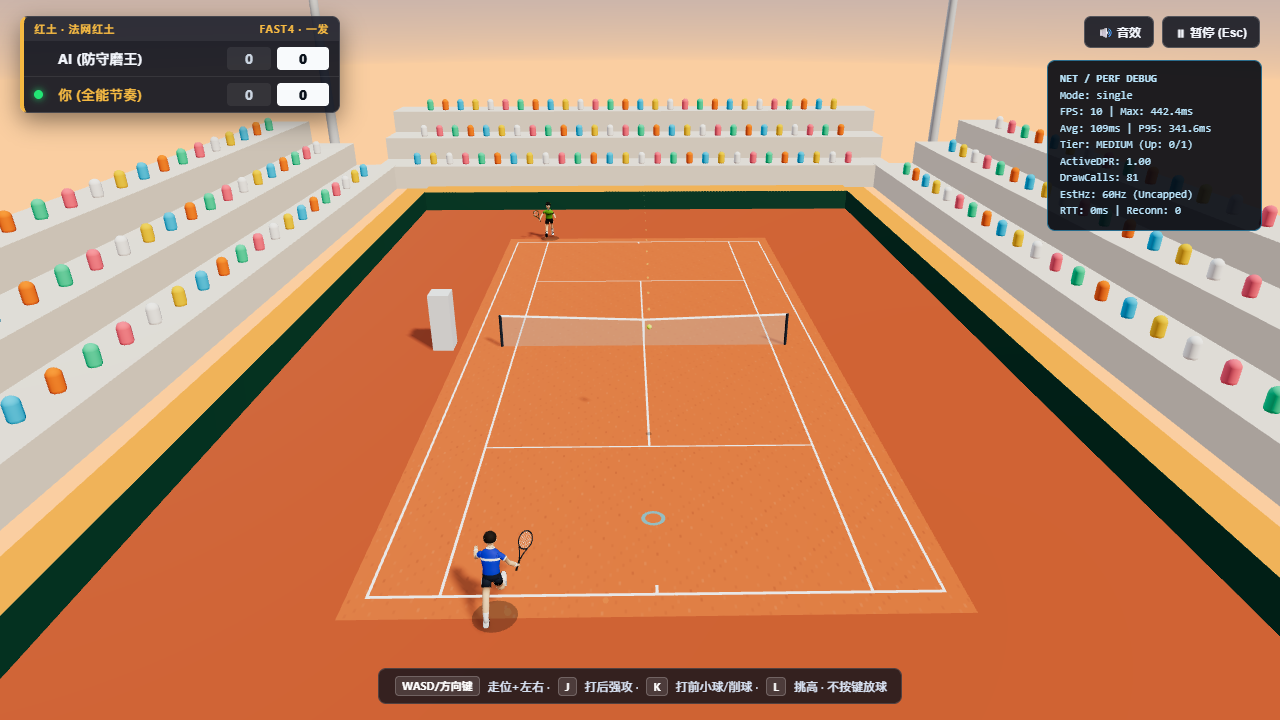 红土 · 法网红土 FAST4 · 一发
AI (防守磨王) 0 0
你 (全能节奏) 0 0
音效 暂停 (Esc)
NET / PERF DEBUG
Mode: single
FPS: 10 | Max: 442.4ms
Avg: 109ms | P95: 341.6ms
Tier: MEDIUM (Up: 0/1)
ActiveDPR: 1.00
DrawCalls: 81
EstHz: 60Hz (Uncapped)
RTT: 0ms | Reconn: 0
WASD/方向键 走位+左右 · J 打后强攻 · K 打前小球/削球 · L 挑高 · 不按键放球